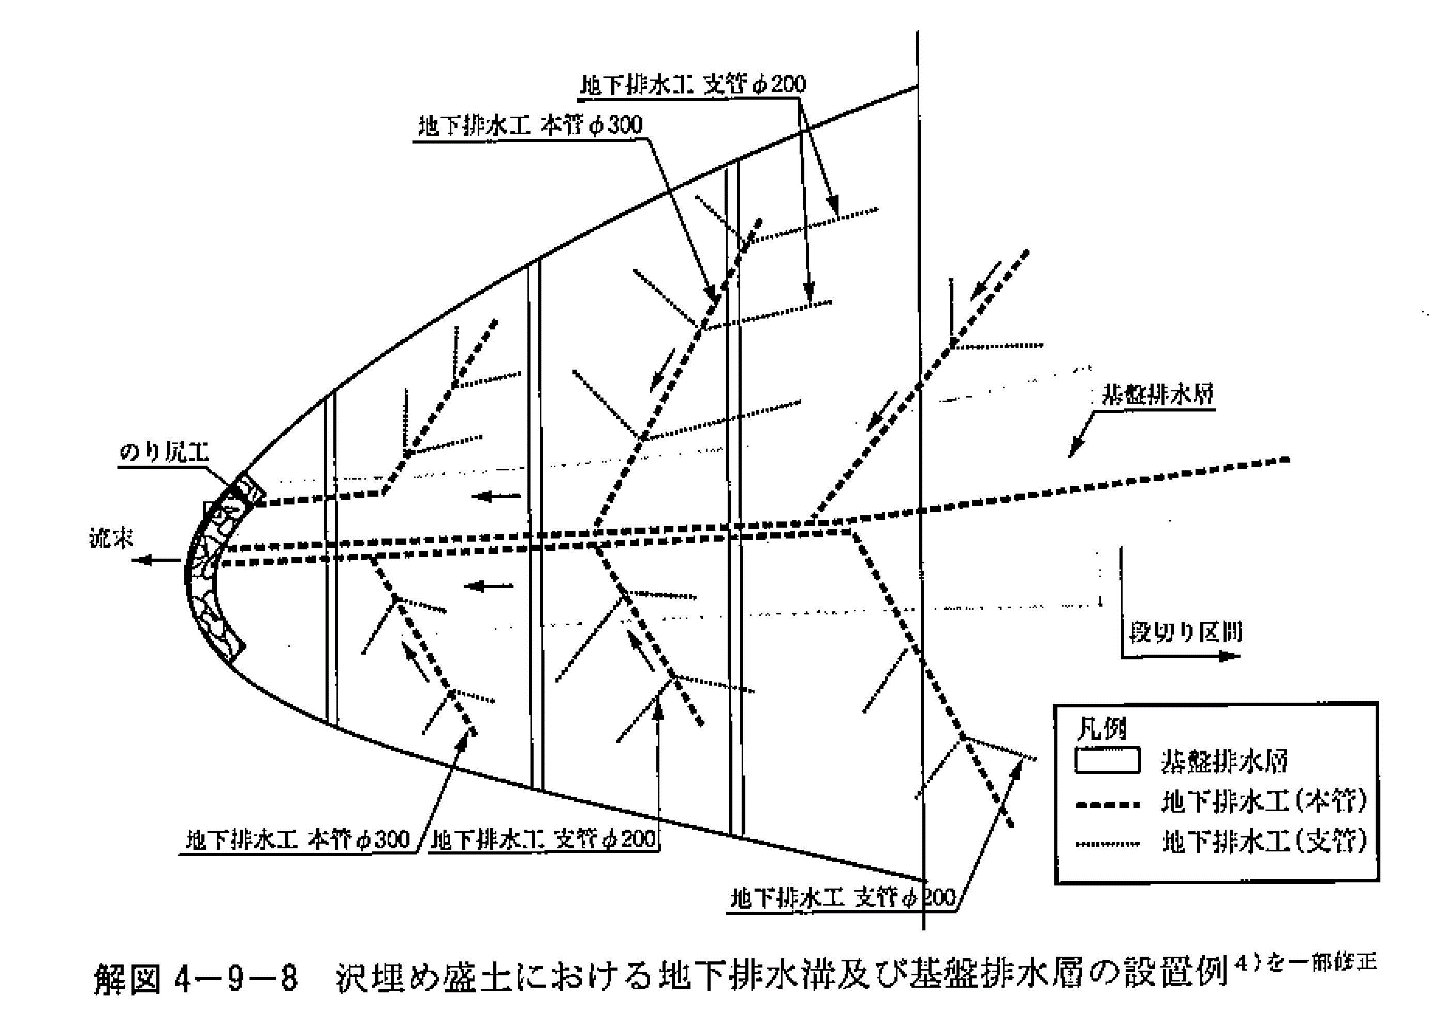 地下排水工 支管φ200
地下排水工 本管φ300
基盤排水層
のり尻工
流末
段切り区間
凡例
基盤排水層
地下排水工(本管)
地下排水工(支管)
地下排水工 本管φ300
地下排水工 支管φ200
地下排水工 支管φ200
解図4-9-8 沢埋め盛土における地下排水溝及び基盤排水層の設置例4)を一部修正